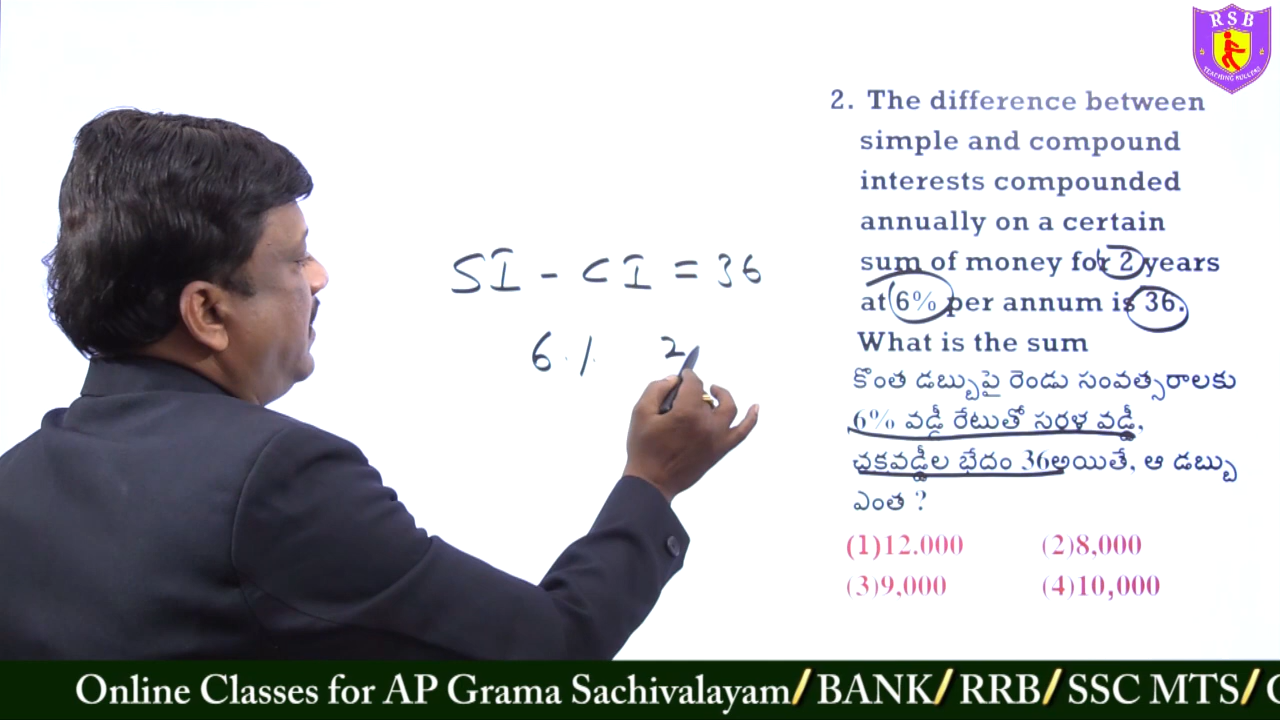 RSB
TEACHING BULLET
2. The difference between
simple and compound
interests compounded
annually on a certain
sum of money for 2 years
at 6% per annum is 36.
What is the sum
కొంత డబ్బుపై రెండు సంవత్సరాలకు
6% వడ్డీ రేటుతో సరళ వడ్డీ,
చక్రవడ్డీల భేదం 36అయితే, ఆ డబ్బు
ఎంత ?
(1)12.000 (2)8,000
(3)9,000 (4)10,000
SI - CI = 36
6 % 2
Online Classes for AP Grama Sachivalayam/BANK/RRB/SSC MTS/